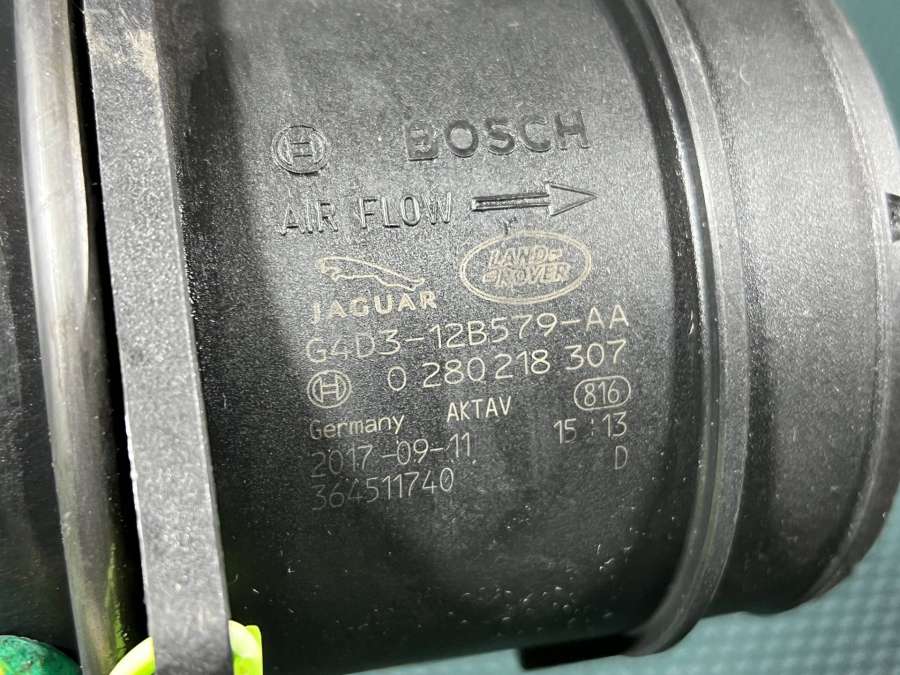 BOSCH
AIR FLOW
JAGUAR
LAND-
-ROVER
G4D3-12B579-AA
0 280 218 307
816
Germany AKTAV 15:13
2017-09-11 D
364511740